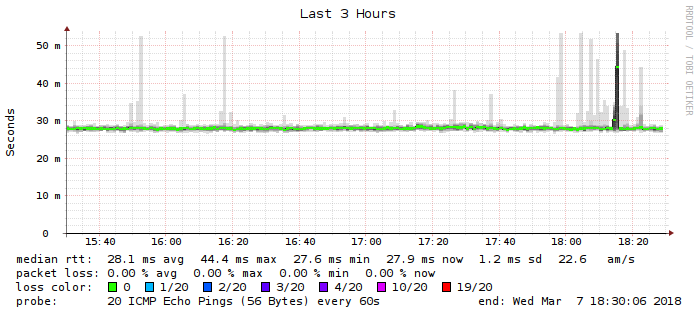 Last 3 Hours
RRDTOOL / TOBI OETIKER
Seconds
50 m
40 m
30 m
20 m
10 m
0
15:40 16:00 16:20 16:40 17:00 17:20 17:40 18:00 18:20
median rtt: 28.1 ms avg 44.4 ms max 27.6 ms min 27.9 ms now 1.2 ms sd 22.6 am/s
packet loss: 0.00 % avg 0.00 % max 0.00 % min 0.00 % now
loss color: 0 1/20 2/20 3/20 4/20 10/20 19/20
probe: 20 ICMP Echo Pings (56 Bytes) every 60s end: Wed Mar 7 18:30:06 2018